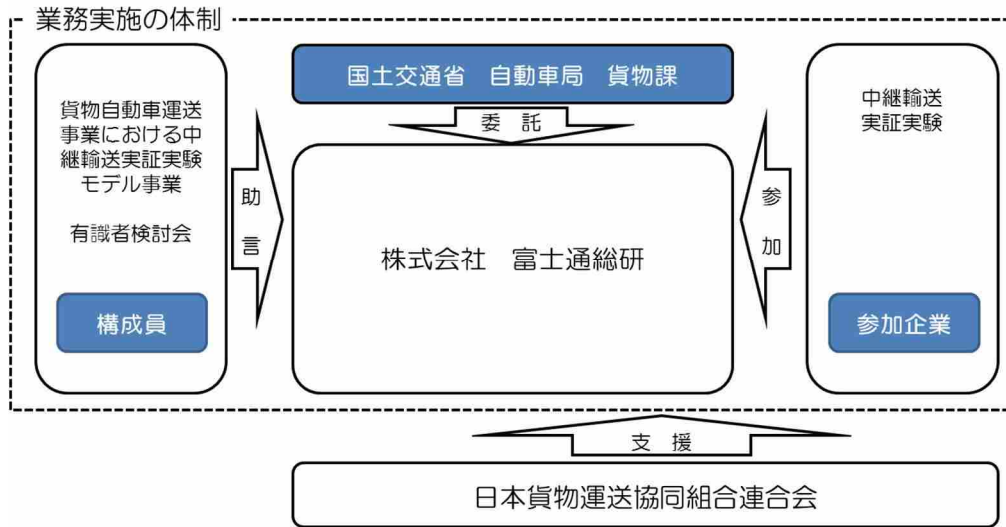 業務実施の体制
国土交通省　自動車局　貨物課
委　託
貨物自動車運送
事業における中
継輸送実証実験
モデル事業
有識者検討会
構成員
助
言
株式会社　富士通総研
参
加
中継輸送
実証実験
参加企業
支　援
日本貨物運送協同組合連合会